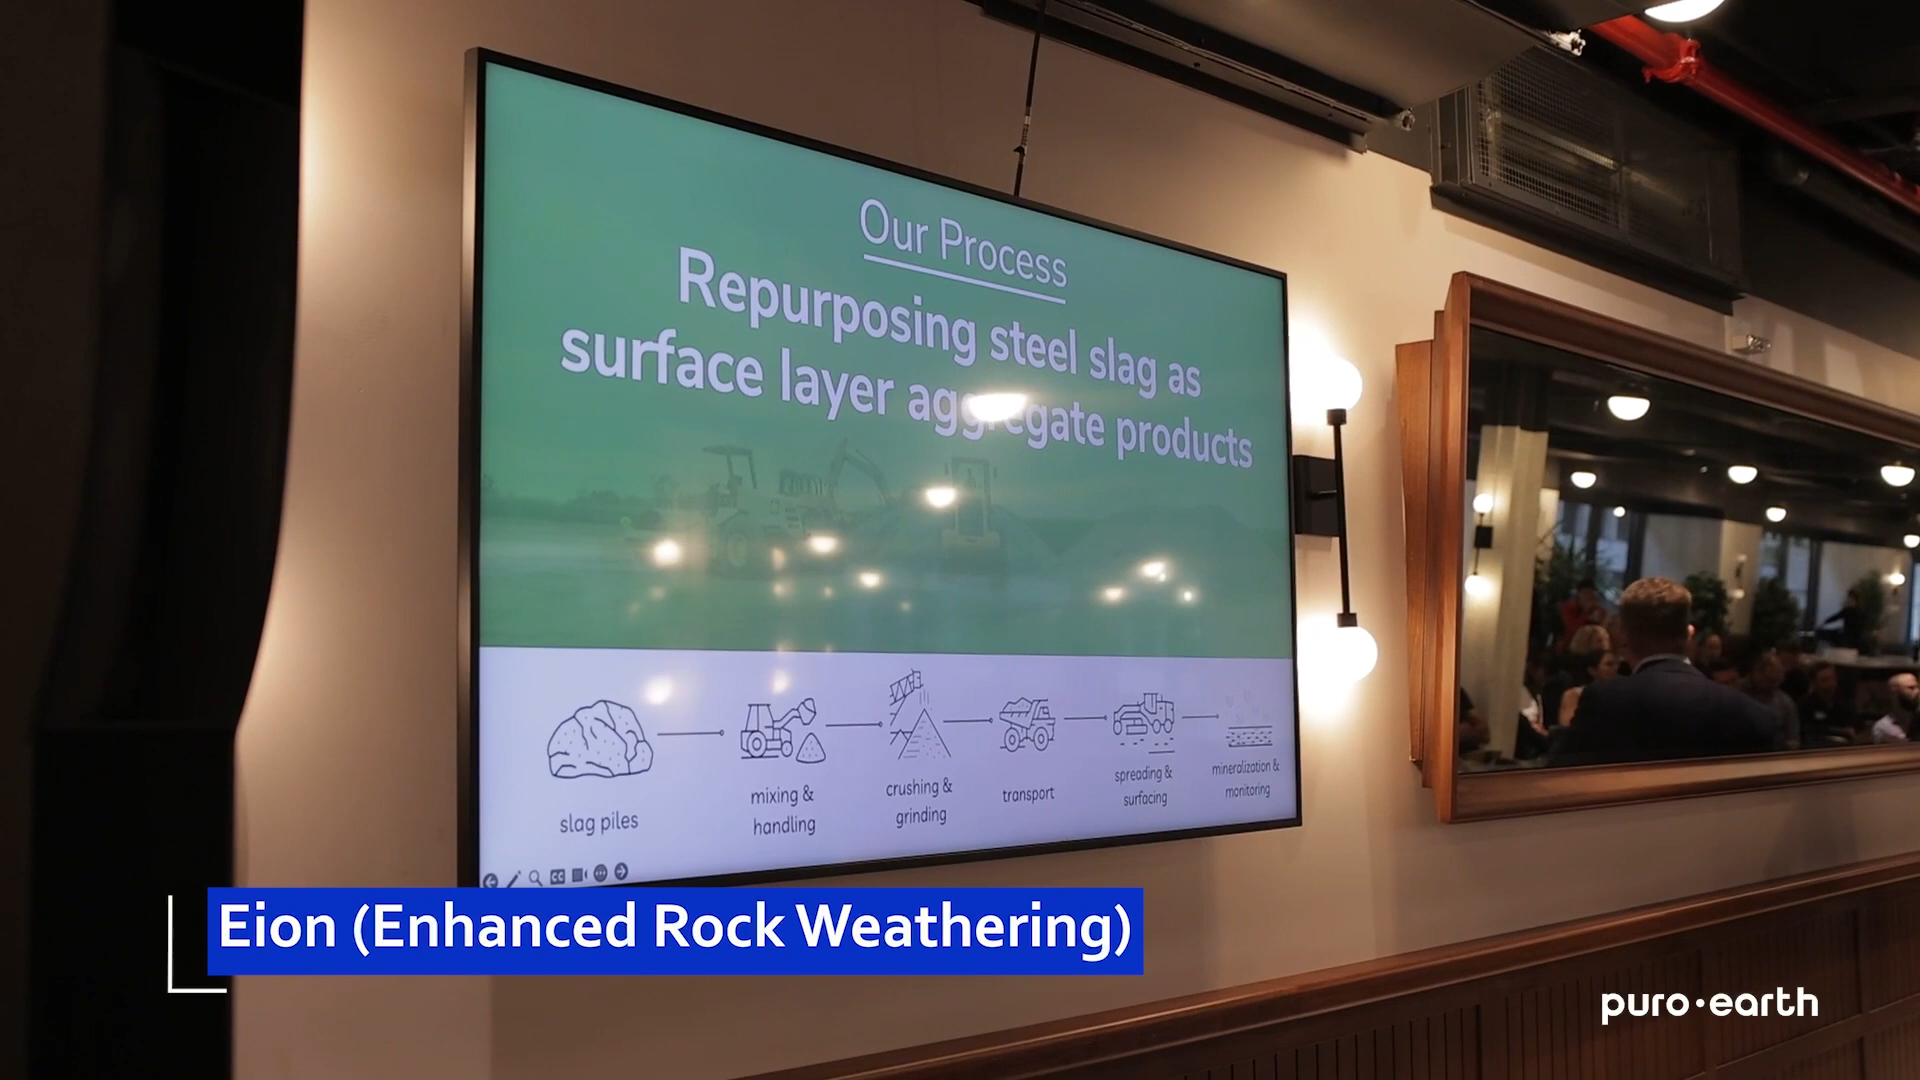 Our Process
Repurposing steel slag as
surface layer aggregate products
slag piles
mixing &
handling
crushing &
grinding
transport
spreading &
surfacing
mineralization &
monitoring
CC
Eion (Enhanced Rock Weathering)
puro·earth